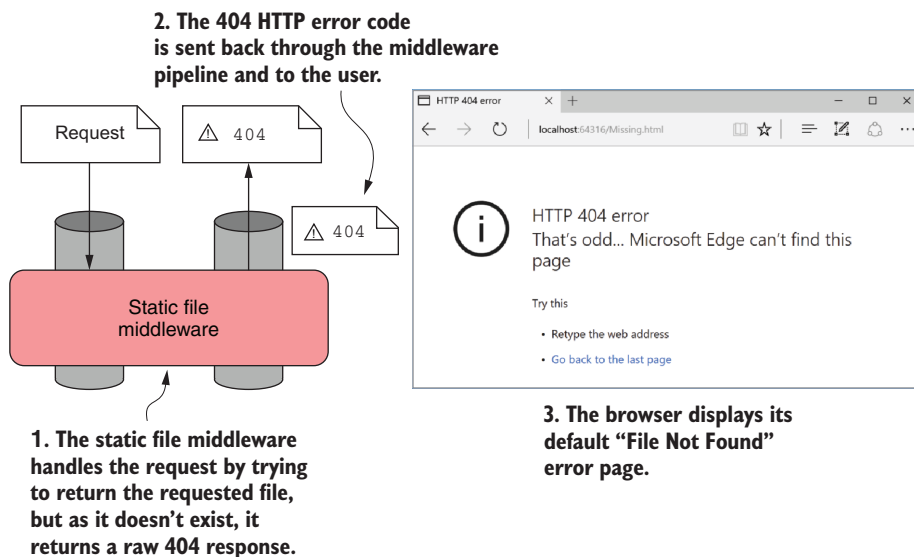 2. The 404 HTTP error code
is sent back through the middleware
pipeline and to the user.
Request
404
404
Static file
middleware
1. The static file middleware
handles the request by trying
to return the requested file,
but as it doesn't exist, it
returns a raw 404 response.
HTTP 404 error
localhost:64316/Missing.html
HTTP 404 error
That's odd... Microsoft Edge can't find this
page
Try this
• Retype the web address
• Go back to the last page
3. The browser displays its
default “File Not Found”
error page.